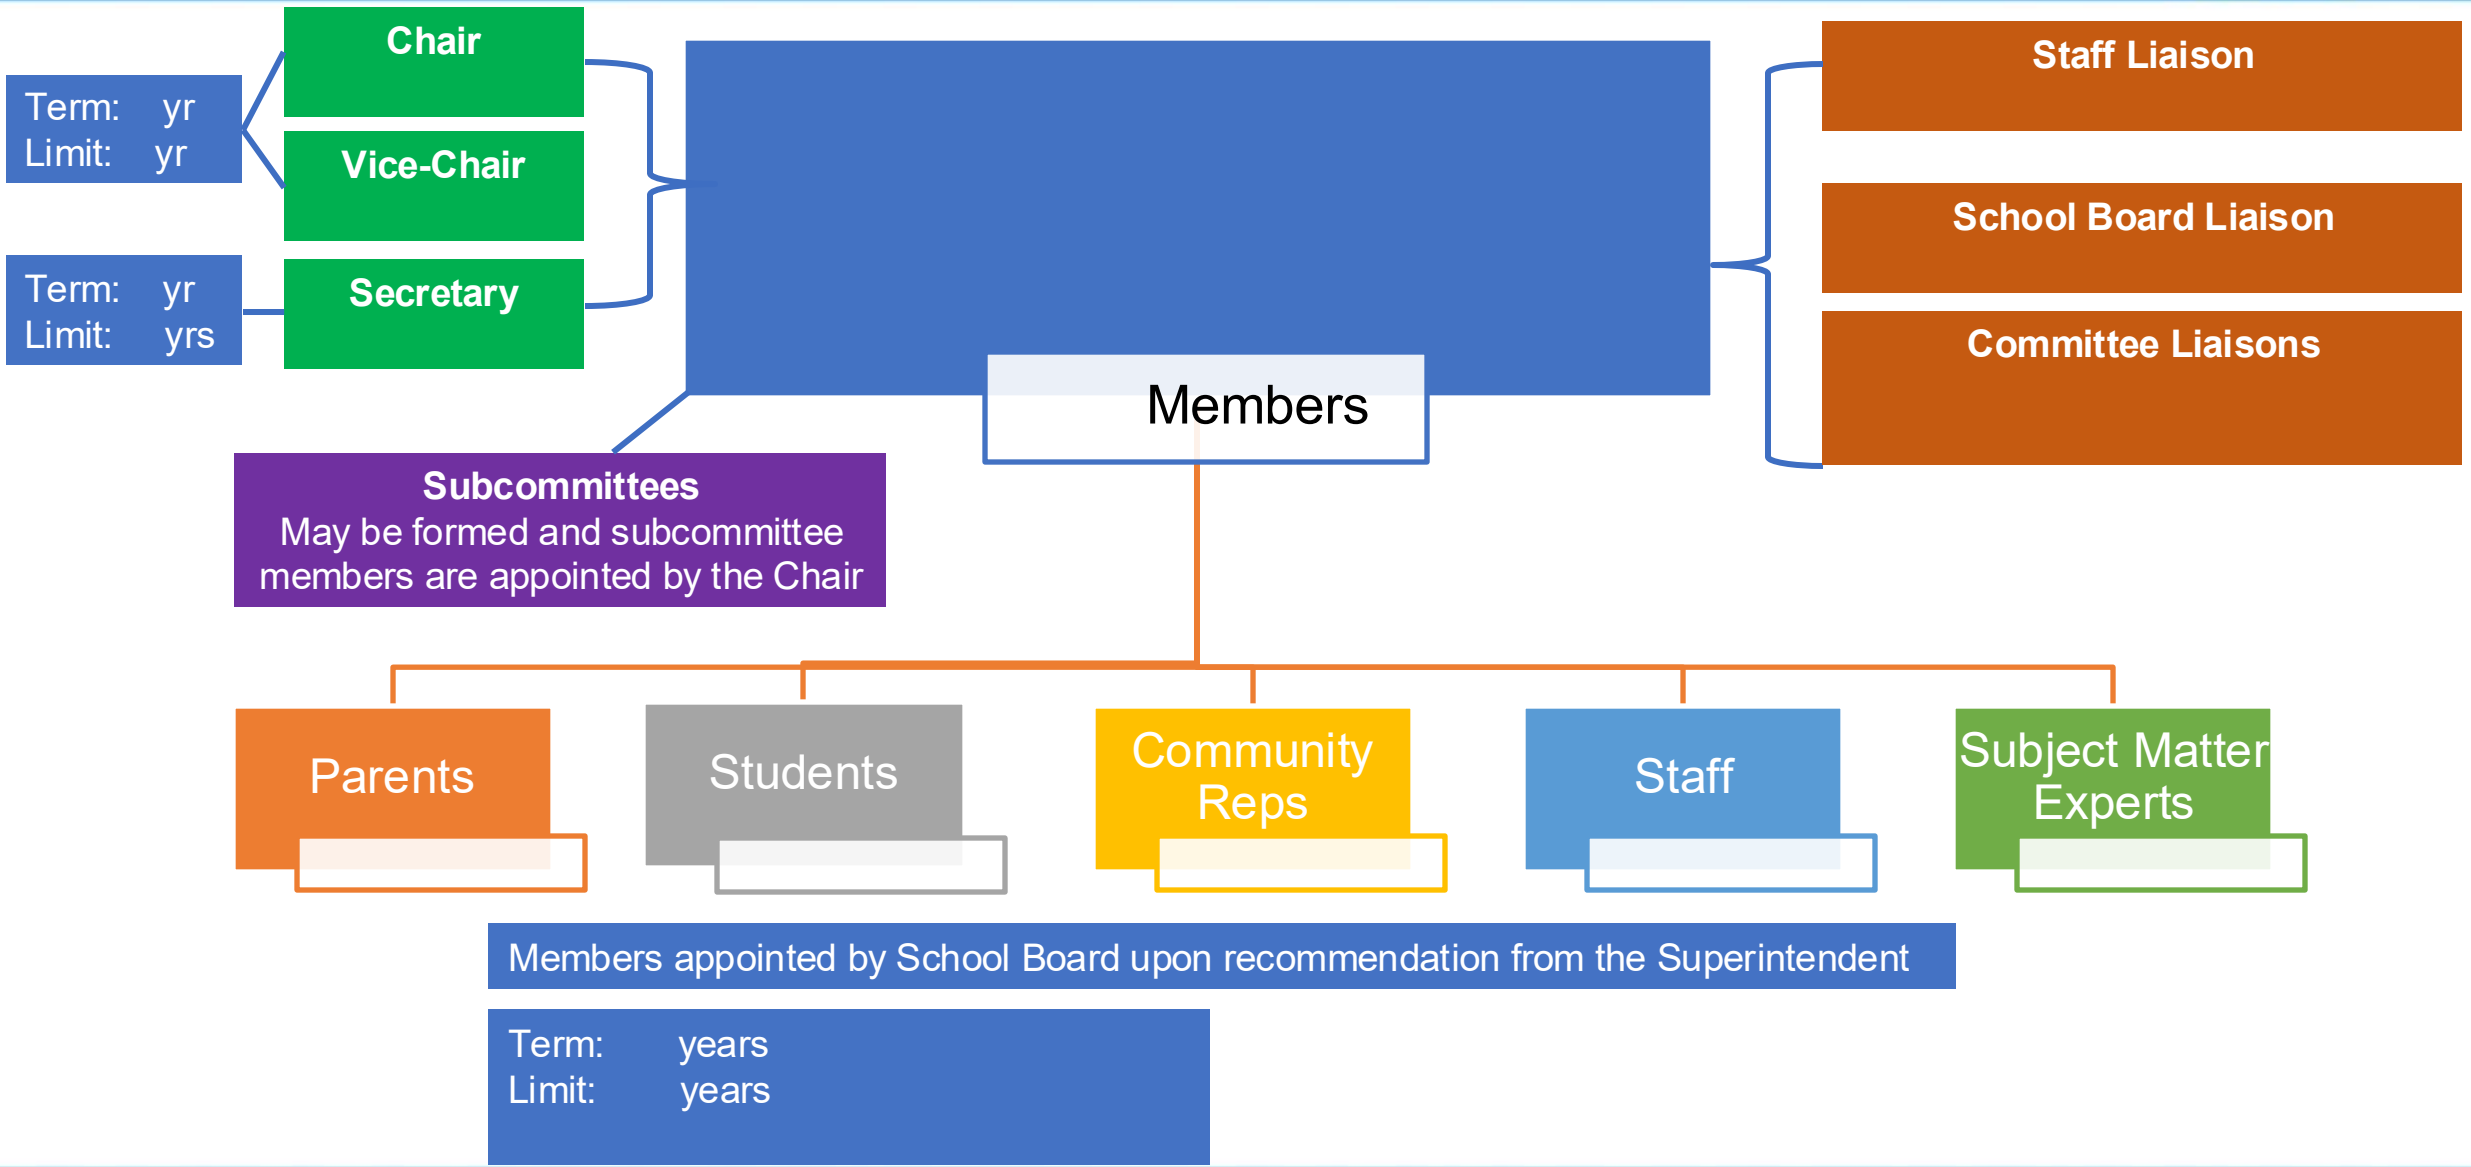 Chair
Term: yr
Limit: yr
Vice-Chair
Term: yr
Limit: yrs
Secretary
Staff Liaison
School Board Liaison
Committee Liaisons
Members
Subcommittees
May be formed and subcommittee
members are appointed by the Chair
Parents
Students
Community
Reps
Staff
Subject Matter
Experts
Members appointed by School Board upon recommendation from the Superintendent
Term: years
Limit: years